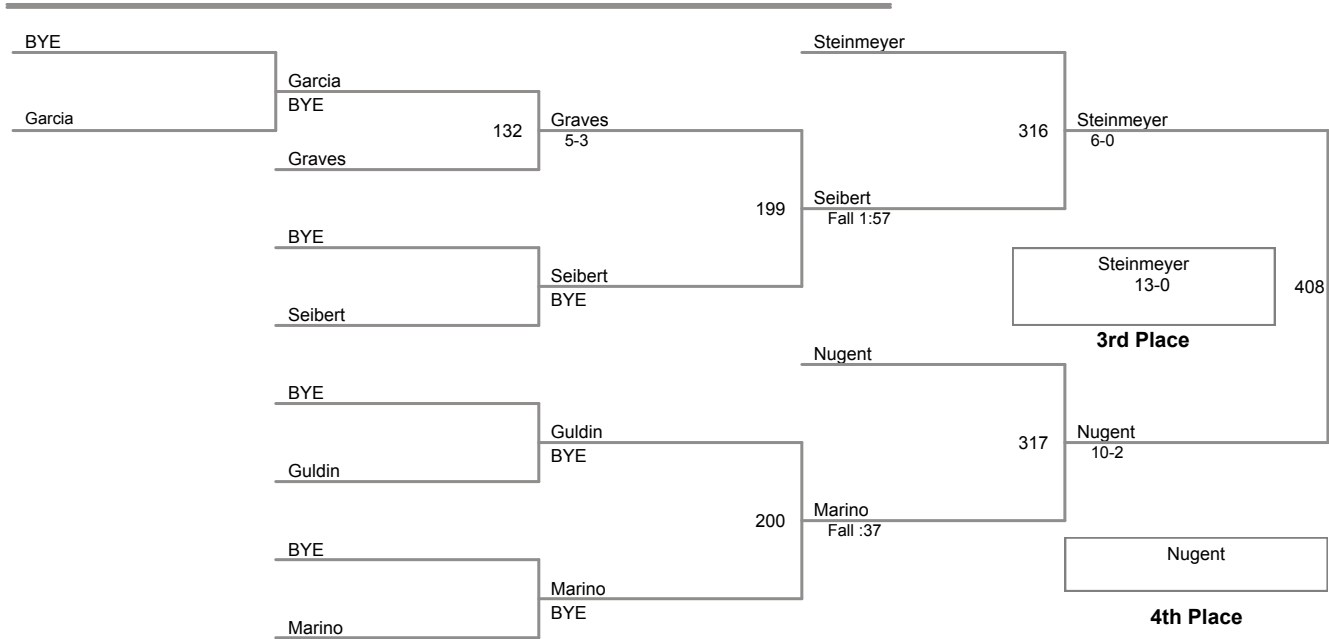 BYE
Garcia
Garcia
BYE
Graves
132
Graves
5-3
BYE
Seibert
Seibert
BYE
199
Seibert
Fall 1:57
Steinmeyer
316
Steinmeyer
6-0
BYE
Guldin
Guldin
BYE
BYE
Marino
Marino
BYE
200
Marino
Fall :37
Nugent
317
Nugent
10-2
408
Steinmeyer
13-0
3rd Place
Nugent
4th Place